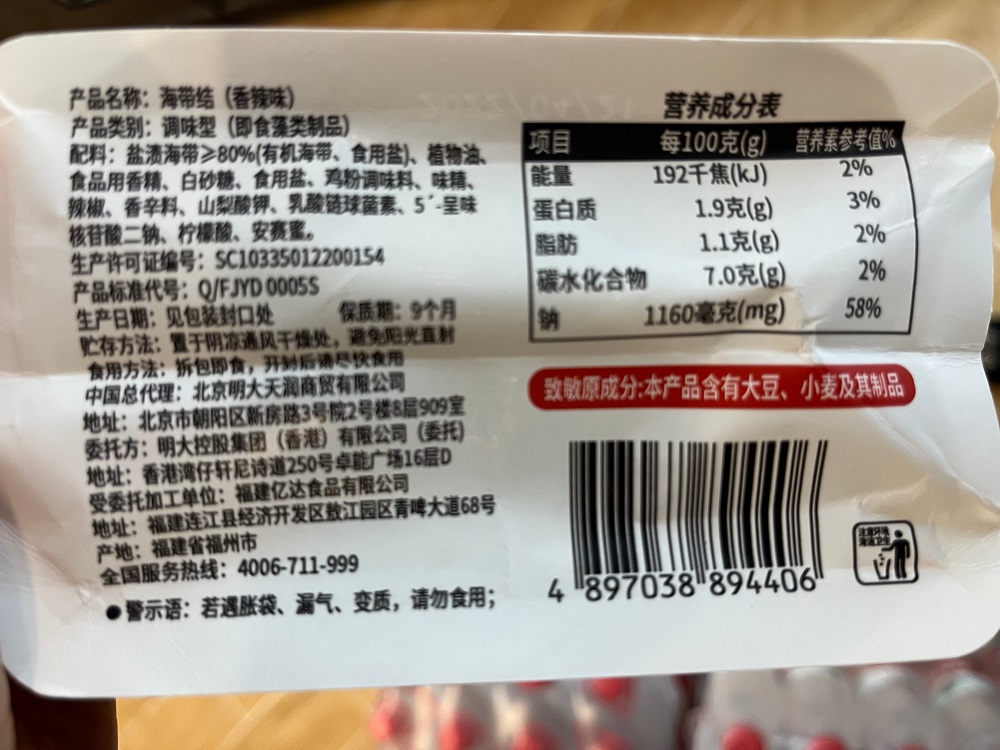 产品名称：海带结（香辣味）
产品类别：调味型（即食藻类制品）
配料：盐渍海带≥80%(有机海带、食用盐)、植物油、
食品用香精、白砂糖、食用盐、鸡粉调味料、味精、
辣椒、香辛料、山梨酸钾、乳酸链球菌素、5´-呈味
核苷酸二钠、柠檬酸、安赛蜜。
生产许可证编号：SC10335012200154
产品标准代号：Q/FJYD 0005S
生产日期：见包装封口处 保质期：9个月
贮存方法：置于阴凉通风干燥处，避免阳光直射
食用方法：拆包即食，开封后请尽快食用
中国总代理：北京明大天润商贸有限公司
地址：北京市朝阳区新房路3号院2号楼8层909室
委托方：明大控股集团（香港）有限公司（委托）
地址：香港湾仔轩尼诗道250号卓能广场16层D
受委托加工单位：福建亿达食品有限公司
地址：福建连江县经济开发区敖江园区青啤大道68号
产地：福建省福州市
全国服务热线：4006-711-999
●警示语：若遇胀袋、漏气、变质，请勿食用；
营养成分表
项目 每100克(g) 营养素参考值%
能量 192千焦(kJ) 2%
蛋白质 1.9克(g) 3%
脂肪 1.1克(g) 2%
碳水化合物 7.0克(g) 2%
钠 1160毫克(mg) 58%
致敏原成分:本产品含有大豆、小麦及其制品
4 897038 894406
注意环境
清洁卫生